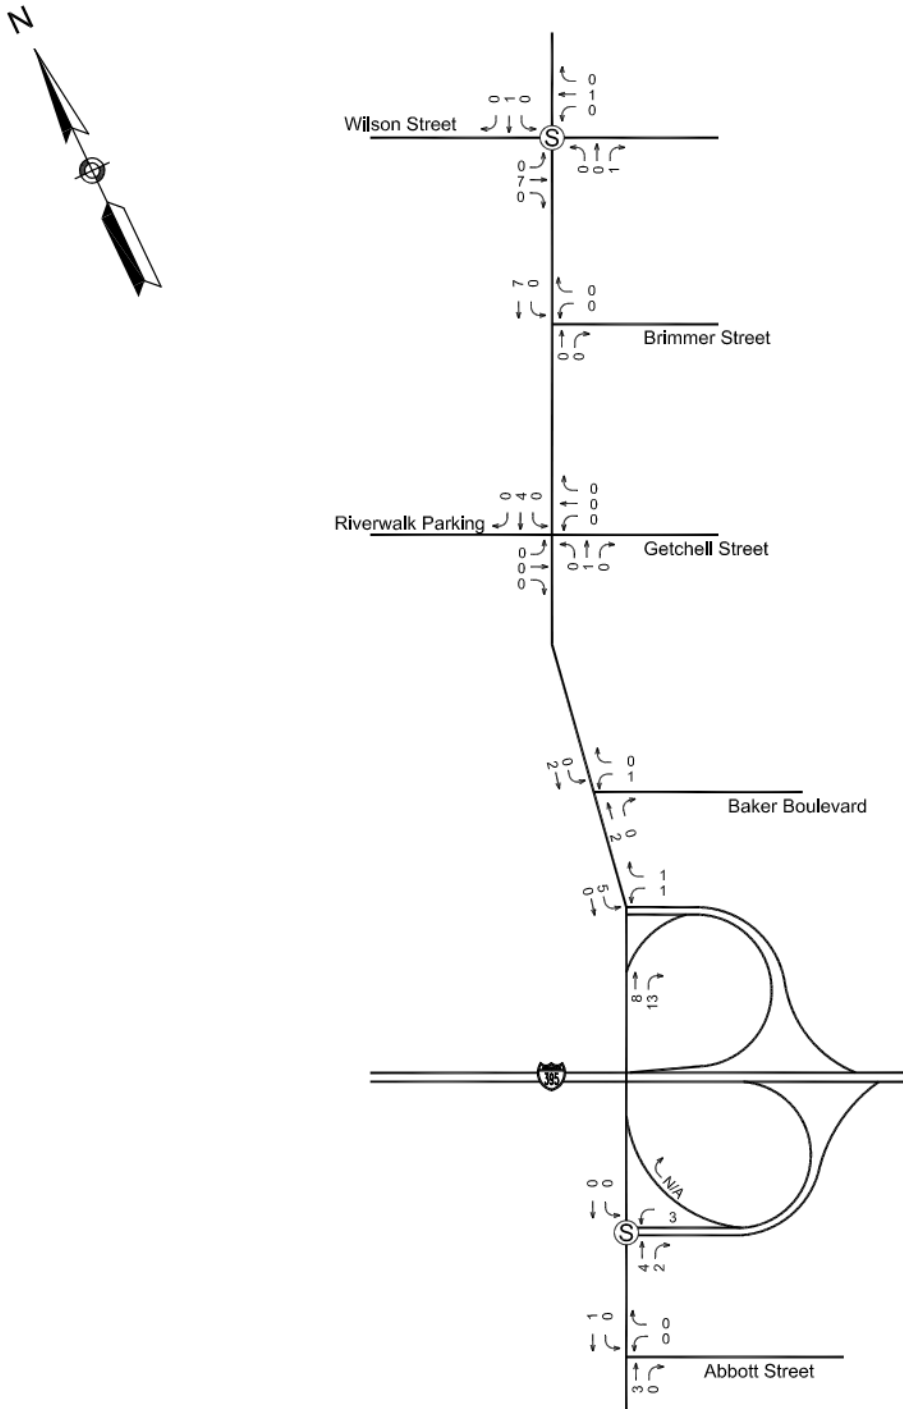 N
0
0 1 0
1
0
Wilson Street
S
0
7
0
0 0 1
7 0
0
0
Brimmer Street
0 0
0 4 0
0
0
0
Riverwalk Parking
Getchell Street
0
0
0
0 1 0
2 0
0
1
Baker Boulevard
2 0
0 5
1
1
8 13
395
N/A
0 0
3
S
4 2
1 0
0
0
Abbott Street
3 0